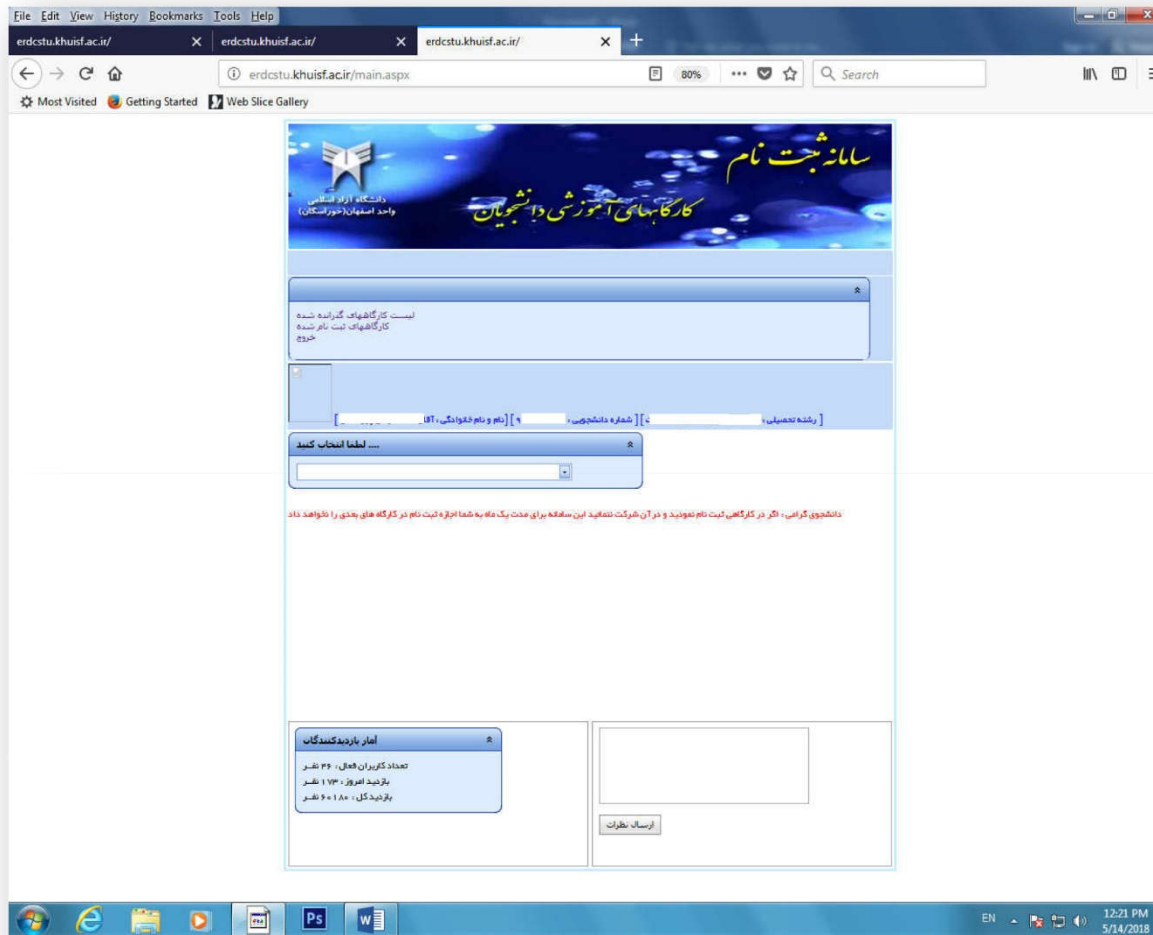 File Edit View History Bookmarks Tools Help
erdcstu.khuisf.ac.ir/ erdcstu.khuisf.ac.ir/ erdcstu.khuisf.ac.ir/
erdcstu.khuisf.ac.ir/main.aspx 80% Search
Most Visited Getting Started Web Slice Gallery
سامانه ثبت نام
کارگاههای آموزشی دانشجویان
دانشگاه آزاد اسلامی
واحد اصفهان(خوراسگان)
لیست کارگاههای گذرانده شده
کارگاههای ثبت نام شده
خروج
[ رشته تحصیلی : ت ][ شماره دانشجویی : ۹ ][نام و نام خانوادگی : آقای ]
لطفا انتخاب کنید ....
دانشجوی گرامی : اگر در کارگاهی ثبت نام نمودید و در آن شرکت ننمائید این سامانه برای مدت یک ماه به شما اجازه ثبت نام در کارگاه های بعدی را نخواهد داد
آمار بازدیدکنندگان
تعداد کاربران فعال : ۴۶ نفر
بازدید امروز : ۱۷۳ نفر
بازدید کل : ۶۰۱۸۰ نفر
ارسال نظرات
Ps W EN 12:21 PM
5/14/2018